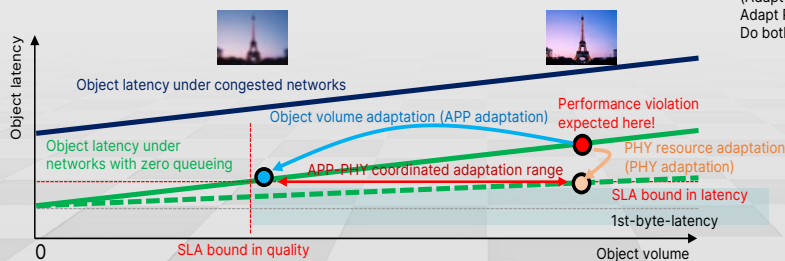 (Adapt
Adapt
Do both
Object latency
Object latency under congested networks
Object volume adaptation (APP adaptation)
Performance violation
expected here!
Object latency under
networks with zero queueing
PHY resource adaptation
(PHY adaptation)
APP-PHY coordinated adaptation range
SLA bound in latency
1st-byte-latency
0
SLA bound in quality
Object volume